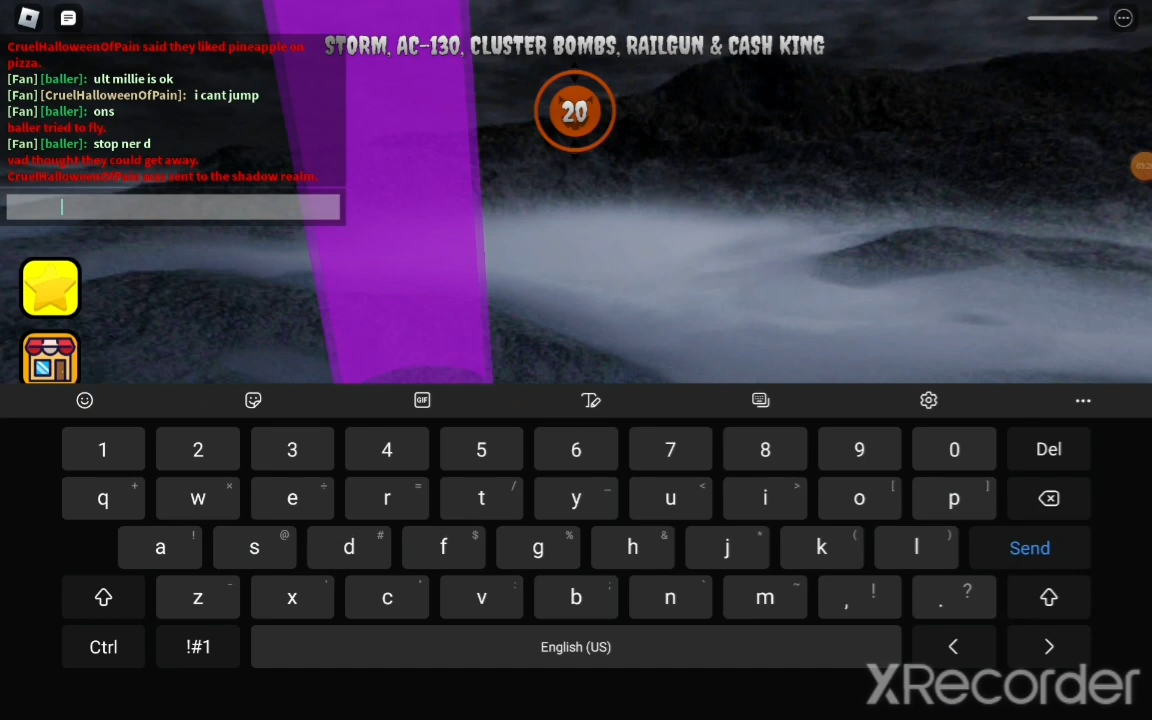 CruelHalloweenOfPain said they liked pineapple on
pizza.
[Fan] [baller]: ult millie is ok
[Fan] [CruelHalloweenOfPain]: i cant jump
[Fan] [baller]: ons
baller tried to fly.
[Fan] [baller]: stop ner d
vad thought they could get away.
CruelHalloweenOfPain was sent to the shadow realm.
STORM, AC-130, CLUSTER BOMBS, RAILGUN & CASH KING
20
GIF
1 2 3 4 5 6 7 8 9 0 Del
q + w × e ÷ r = t / y _ u < i > o [ p ]
a ! s @ d # f $ g % h & j * k ( l ) Send
z - x ' c " v : b ; n ` m ~ , ! . ?
Ctrl !#1 English (US) < >
XRecorder